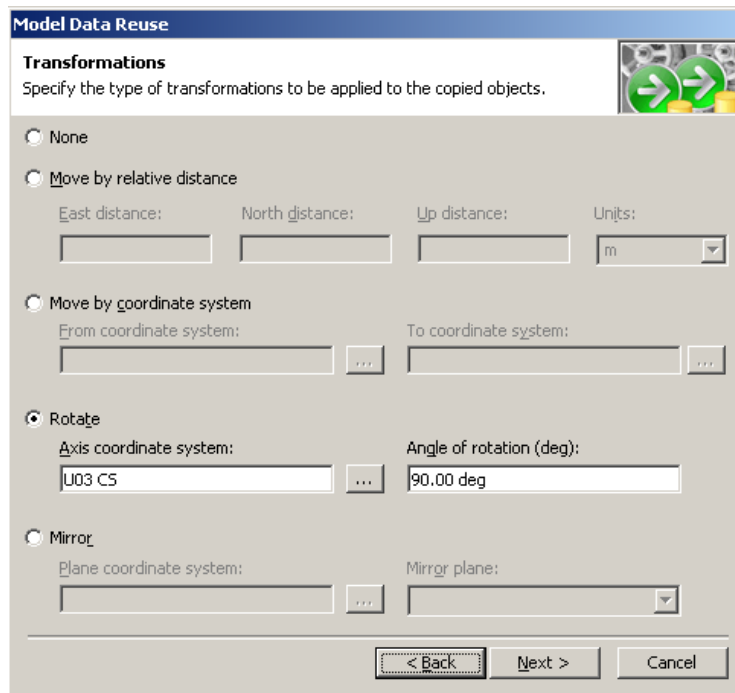 Model Data Reuse
Transformations
Specify the type of transformations to be applied to the copied objects.
None
Move by relative distance
East distance: North distance: Up distance: Units:
m
Move by coordinate system
From coordinate system: To coordinate system:
... ...
Rotate
Axis coordinate system: Angle of rotation (deg):
U03 CS ... 90.00 deg
Mirror
Plane coordinate system: Mirror plane:
...
< Back Next > Cancel